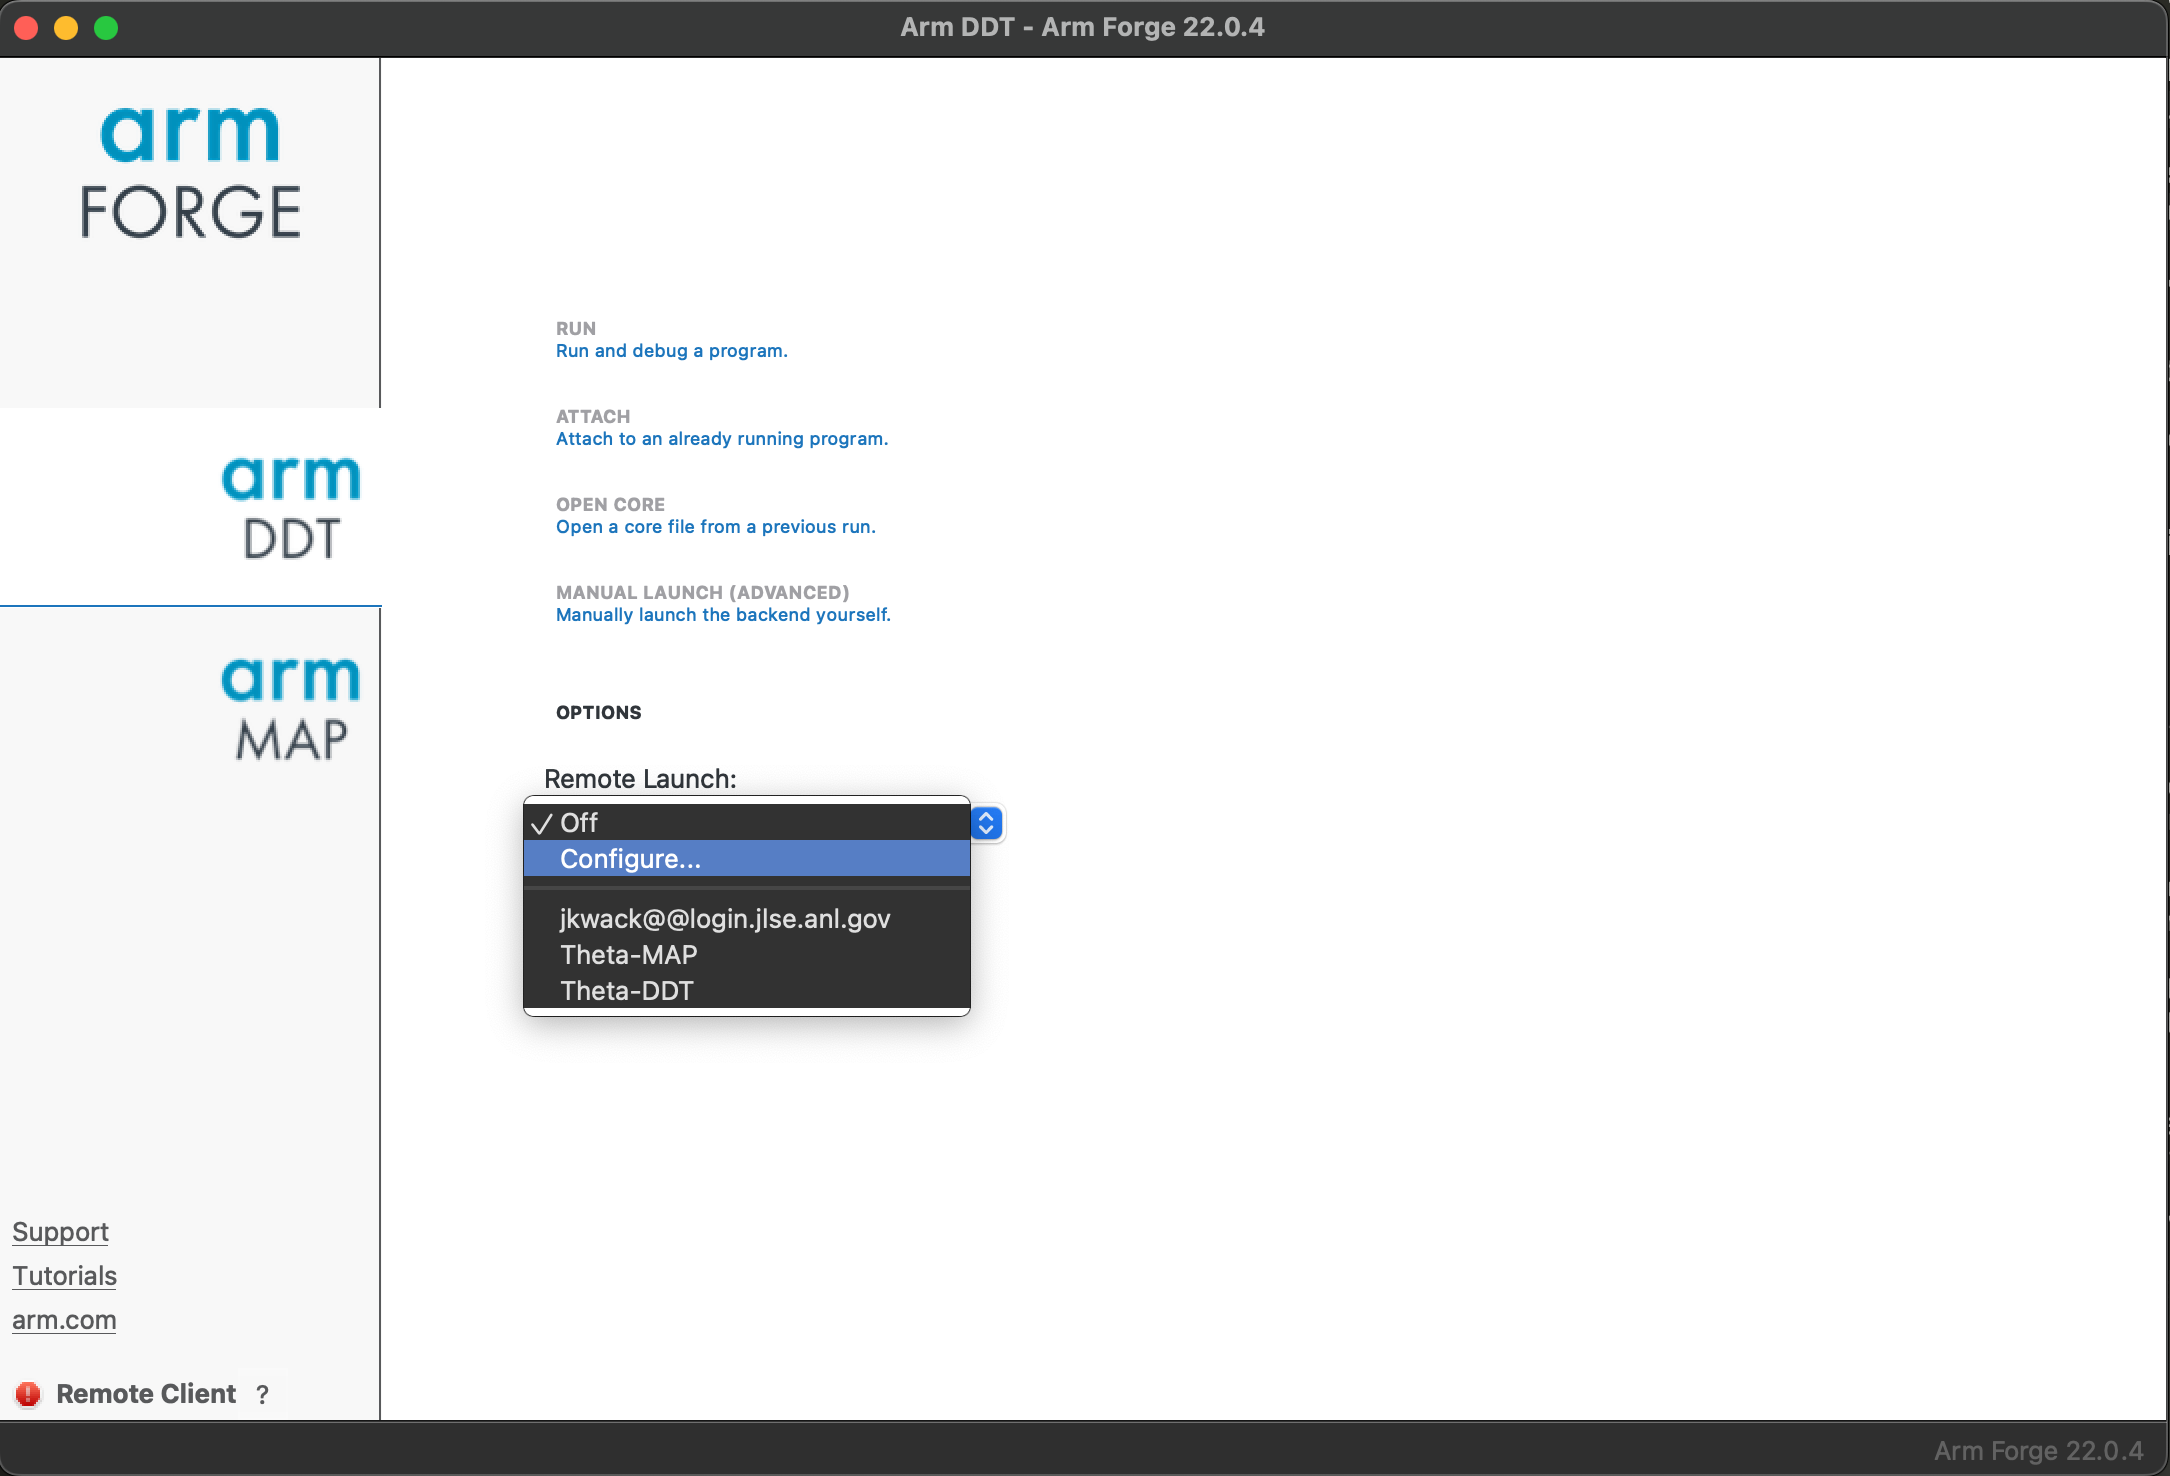 Arm DDT - Arm Forge 22.0.4
arm
FORGE
arm
DDT
arm
MAP
RUN
Run and debug a program.
ATTACH
Attach to an already running program.
OPEN CORE
Open a core file from a previous run.
MANUAL LAUNCH (ADVANCED)
Manually launch the backend yourself.
OPTIONS
Remote Launch:
✓ Off
Configure...
jkwack@@login.jlse.anl.gov
Theta-MAP
Theta-DDT
Support
Tutorials
arm.com
Remote Client ?
Arm Forge 22.0.4